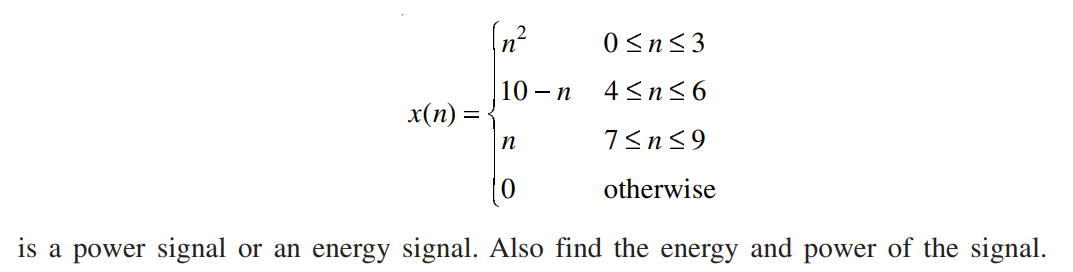 n² 0 ≤ n ≤ 3
10 – n 4 ≤ n ≤ 6
x(n) =
n 7 ≤ n ≤ 9
0 otherwise
is a power signal or an energy signal. Also find the energy and power of the signal.